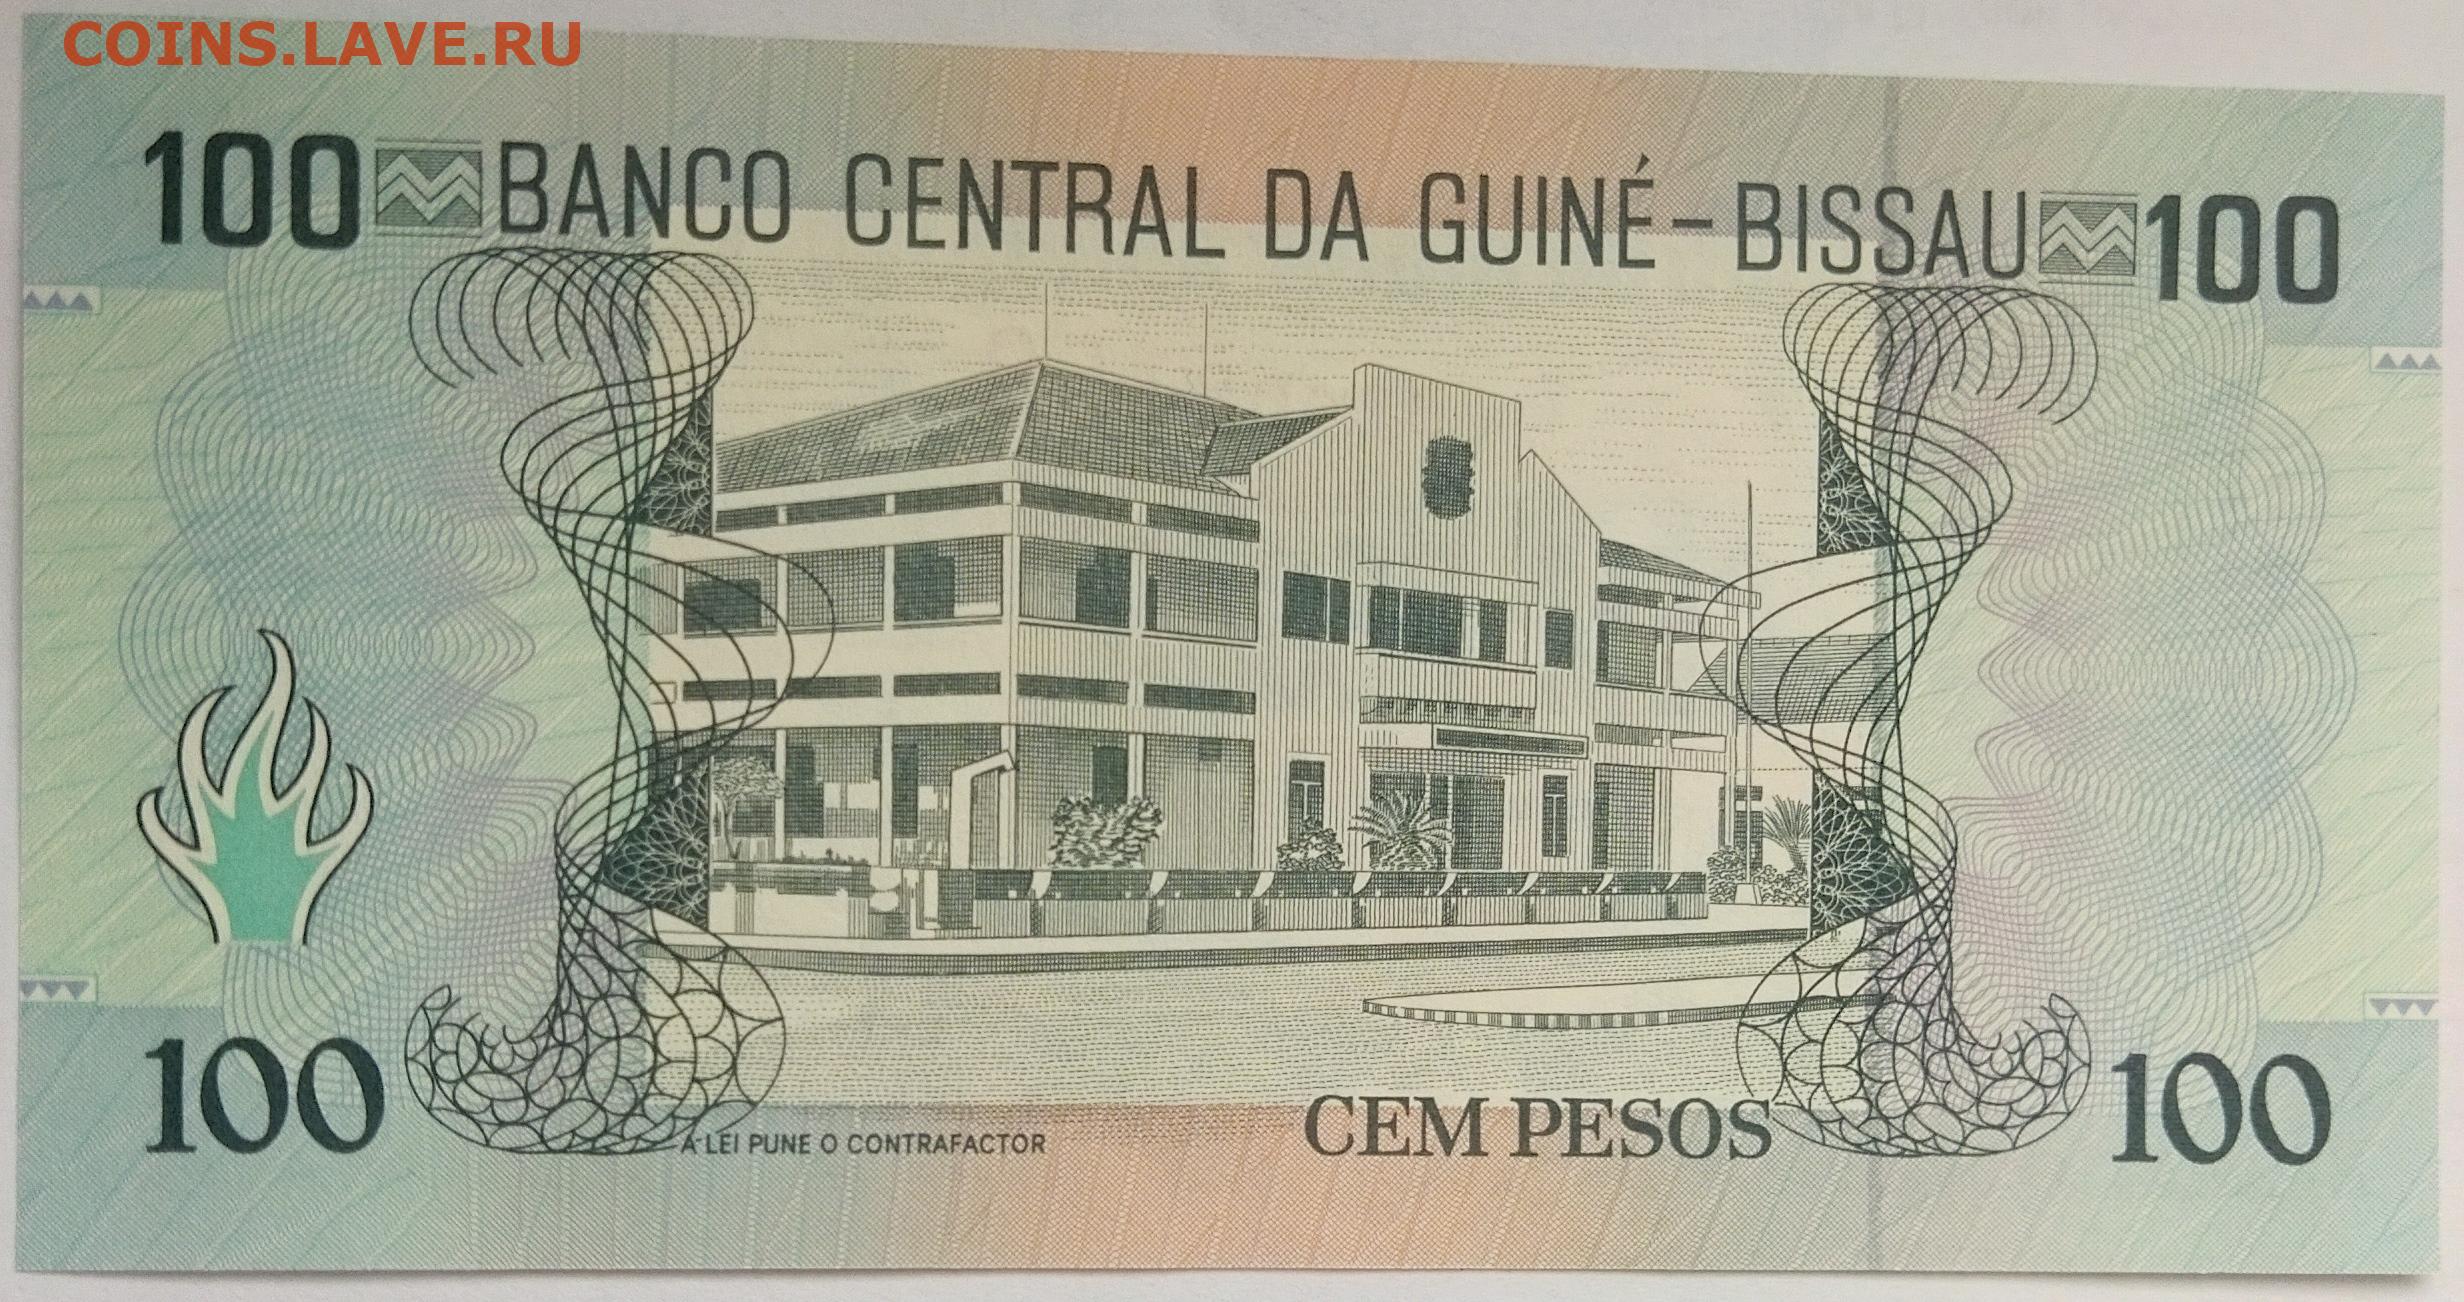 COINS.LAVE.RU
100 BANCO CENTRAL DA GUINÉ-BISSAU 100
100 A LEI PUNE O CONTRAFACTOR CEM PESOS 100